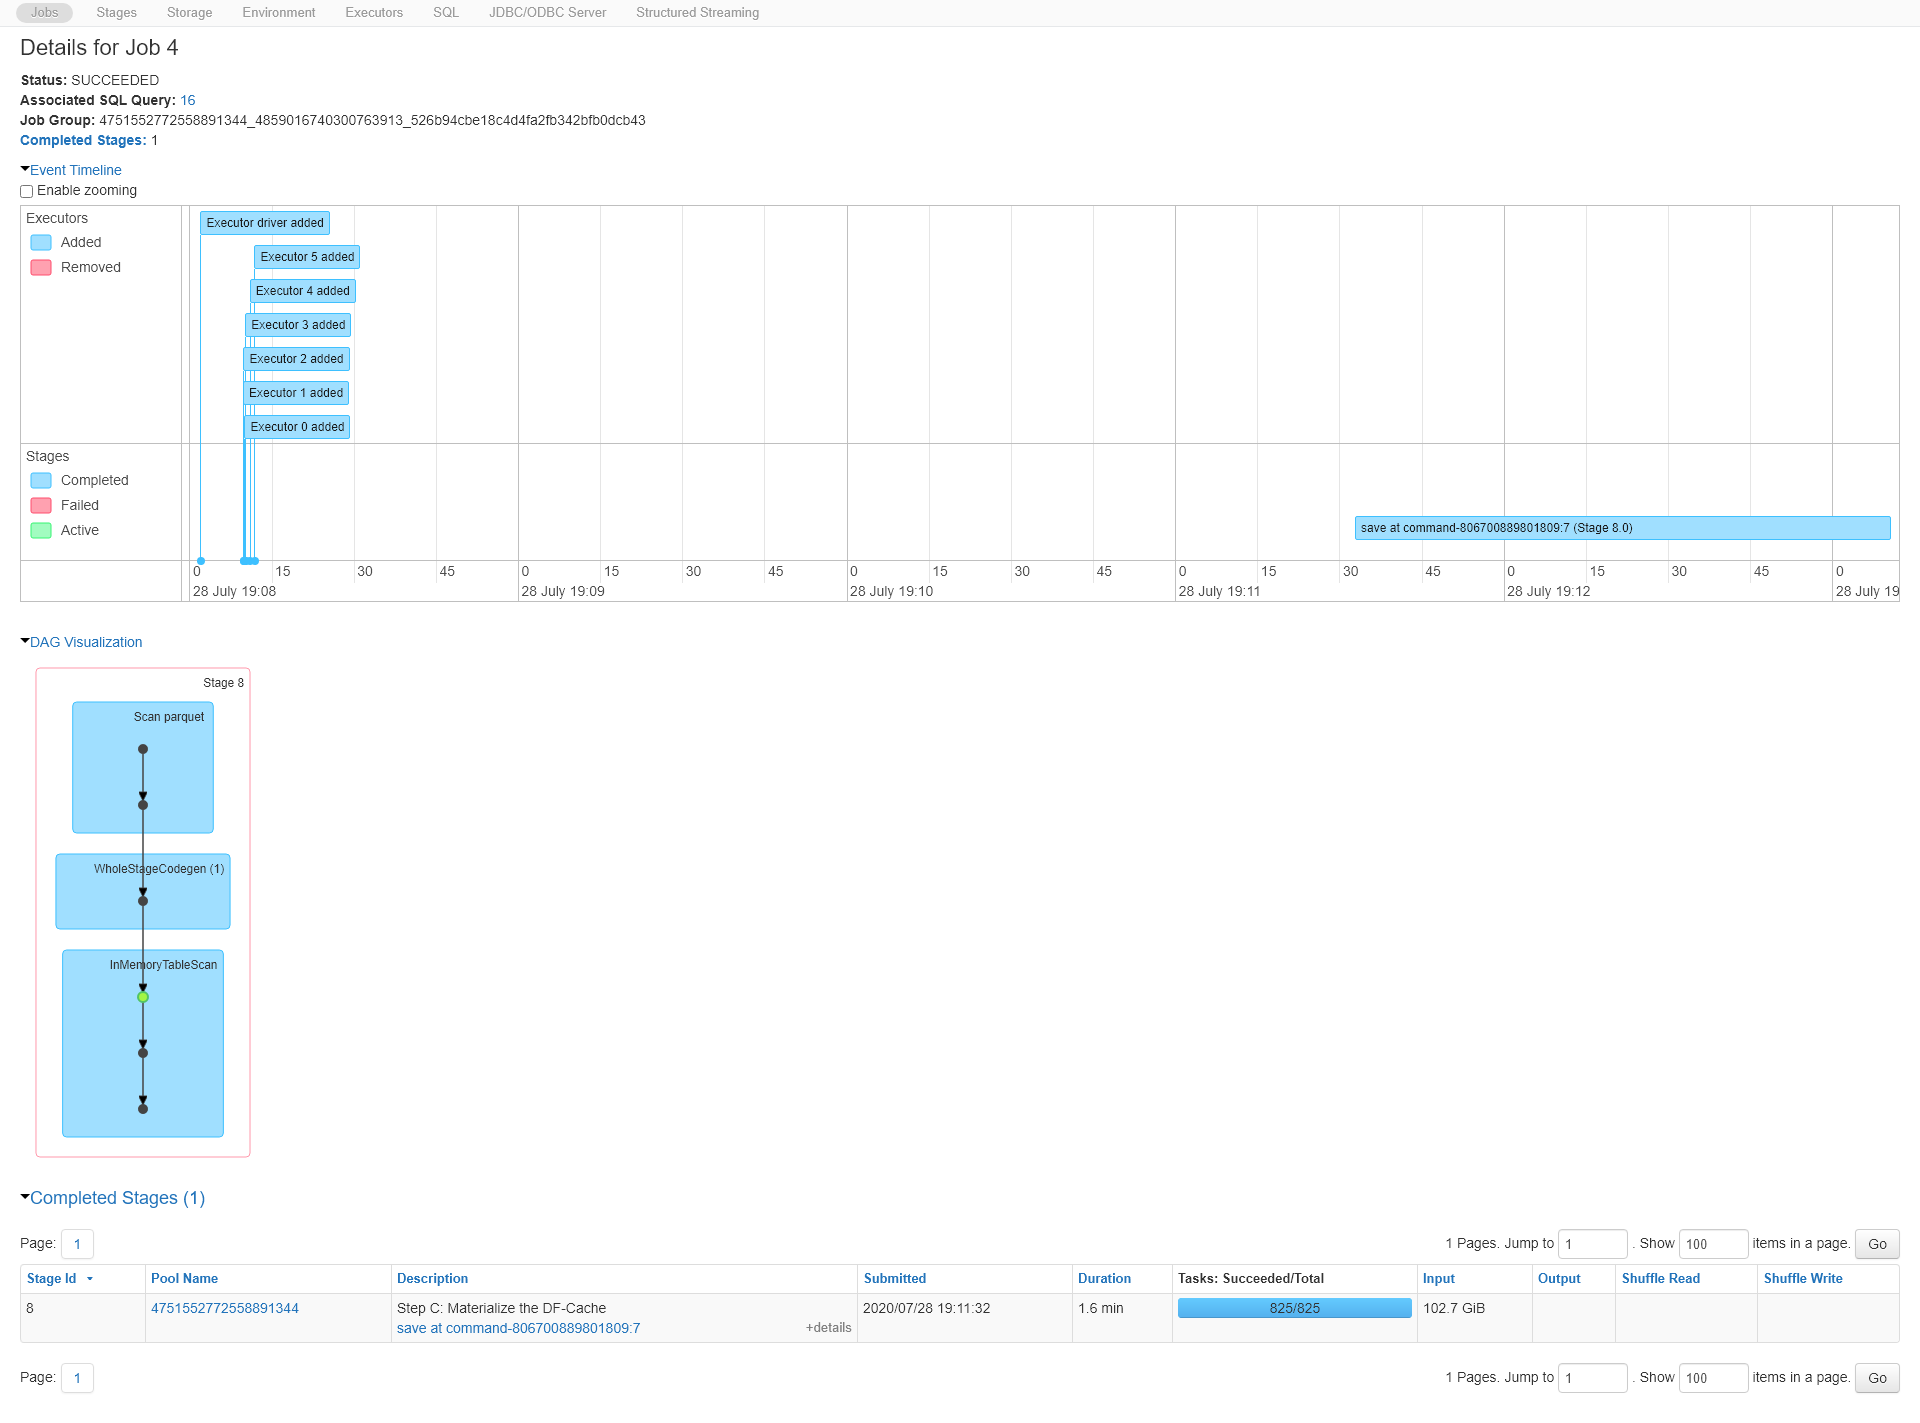 Jobs Stages Storage Environment Executors SQL JDBC/ODBC Server Structured Streaming
Details for Job 4
Status: SUCCEEDED
Associated SQL Query: 16
Job Group: 4751552772558891344_4859016740300763913_526b94cbe18c4d4fa2fb342bfb0dcb43
Completed Stages: 1
Event Timeline
Enable zooming
Executors
Added
Removed
Executor driver added
Executor 5 added
Executor 4 added
Executor 3 added
Executor 2 added
Executor 1 added
Executor 0 added
Stages
Completed
Failed
Active
save at command-806700889801809:7 (Stage 8.0)
0 15 30 45 0 15 30 45 0 15 30 45 0 15 30 45 0 15 30 45 0
28 July 19:08 28 July 19:09 28 July 19:10 28 July 19:11 28 July 19:12 28 July 19
DAG Visualization
Stage 8
Scan parquet
WholeStageCodegen (1)
InMemoryTableScan
Completed Stages (1)
Page: 1 1 Pages. Jump to 1 . Show 100 items in a page. Go
Stage Id Pool Name Description Submitted Duration Tasks: Succeeded/Total Input Output Shuffle Read Shuffle Write
8 4751552772558891344 Step C: Materialize the DF-Cache 2020/07/28 19:11:32 1.6 min 825/825 102.7 GiB
save at command-806700889801809:7 +details
Page: 1 1 Pages. Jump to 1 . Show 100 items in a page. Go